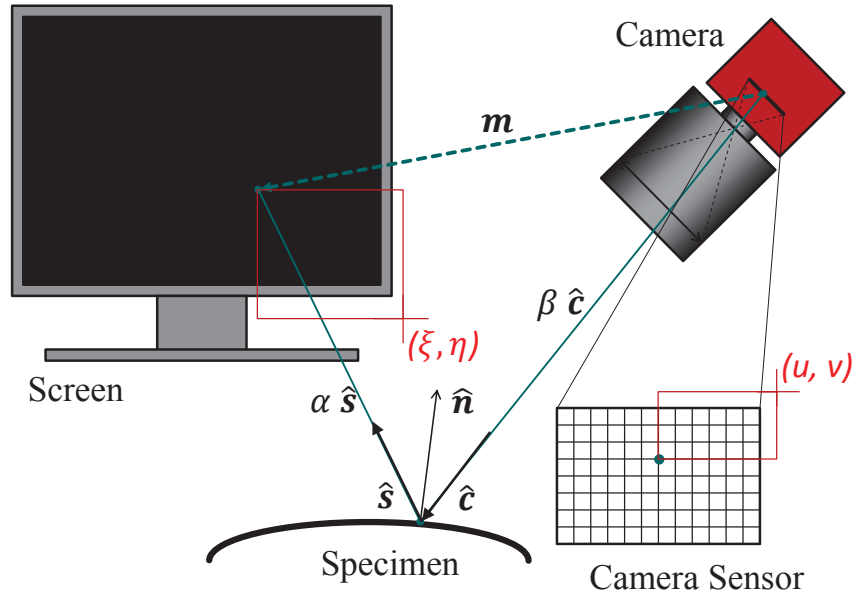 Camera
m
β ĉ
(ξ, η)
(u, v)
Screen
α ŝ
n̂
ŝ
ĉ
Specimen
Camera Sensor